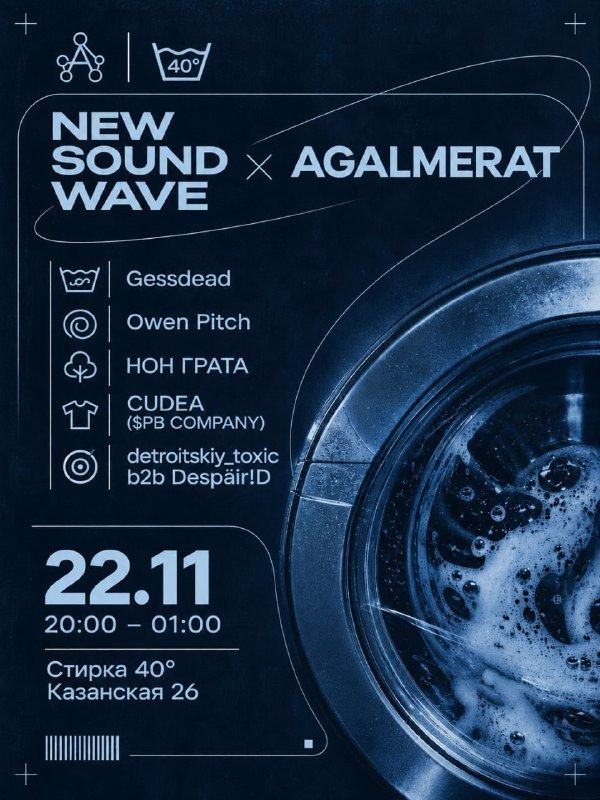 40°
NEW
SOUND
WAVE
× AGALMERAT
Gessdead
Owen Pitch
НОН ГРАТА
CUDEA
($PB COMPANY)
detroitskiy_toxic
b2b Despäir!D
22.11
20:00 – 01:00
Стирка 40°
Казанская 26